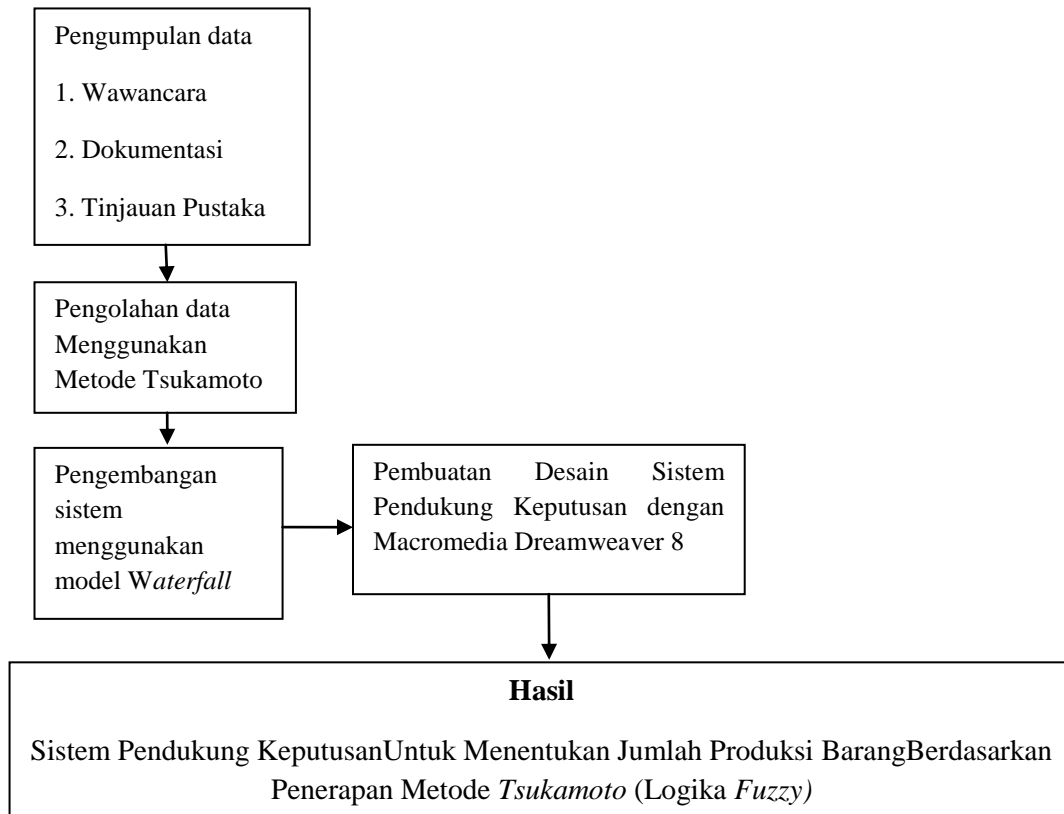 Pengumpulan data
1. Wawancara
2. Dokumentasi
3. Tinjauan Pustaka
Pengolahan data
Menggunakan
Metode Tsukamoto
Pengembangan
sistem
menggunakan
model Waterfall
Pembuatan Desain Sistem
Pendukung Keputusan dengan
Macromedia Dreamweaver 8
Hasil
Sistem Pendukung KeputusanUntuk Menentukan Jumlah Produksi BarangBerdasarkan
Penerapan Metode Tsukamoto (Logika Fuzzy)